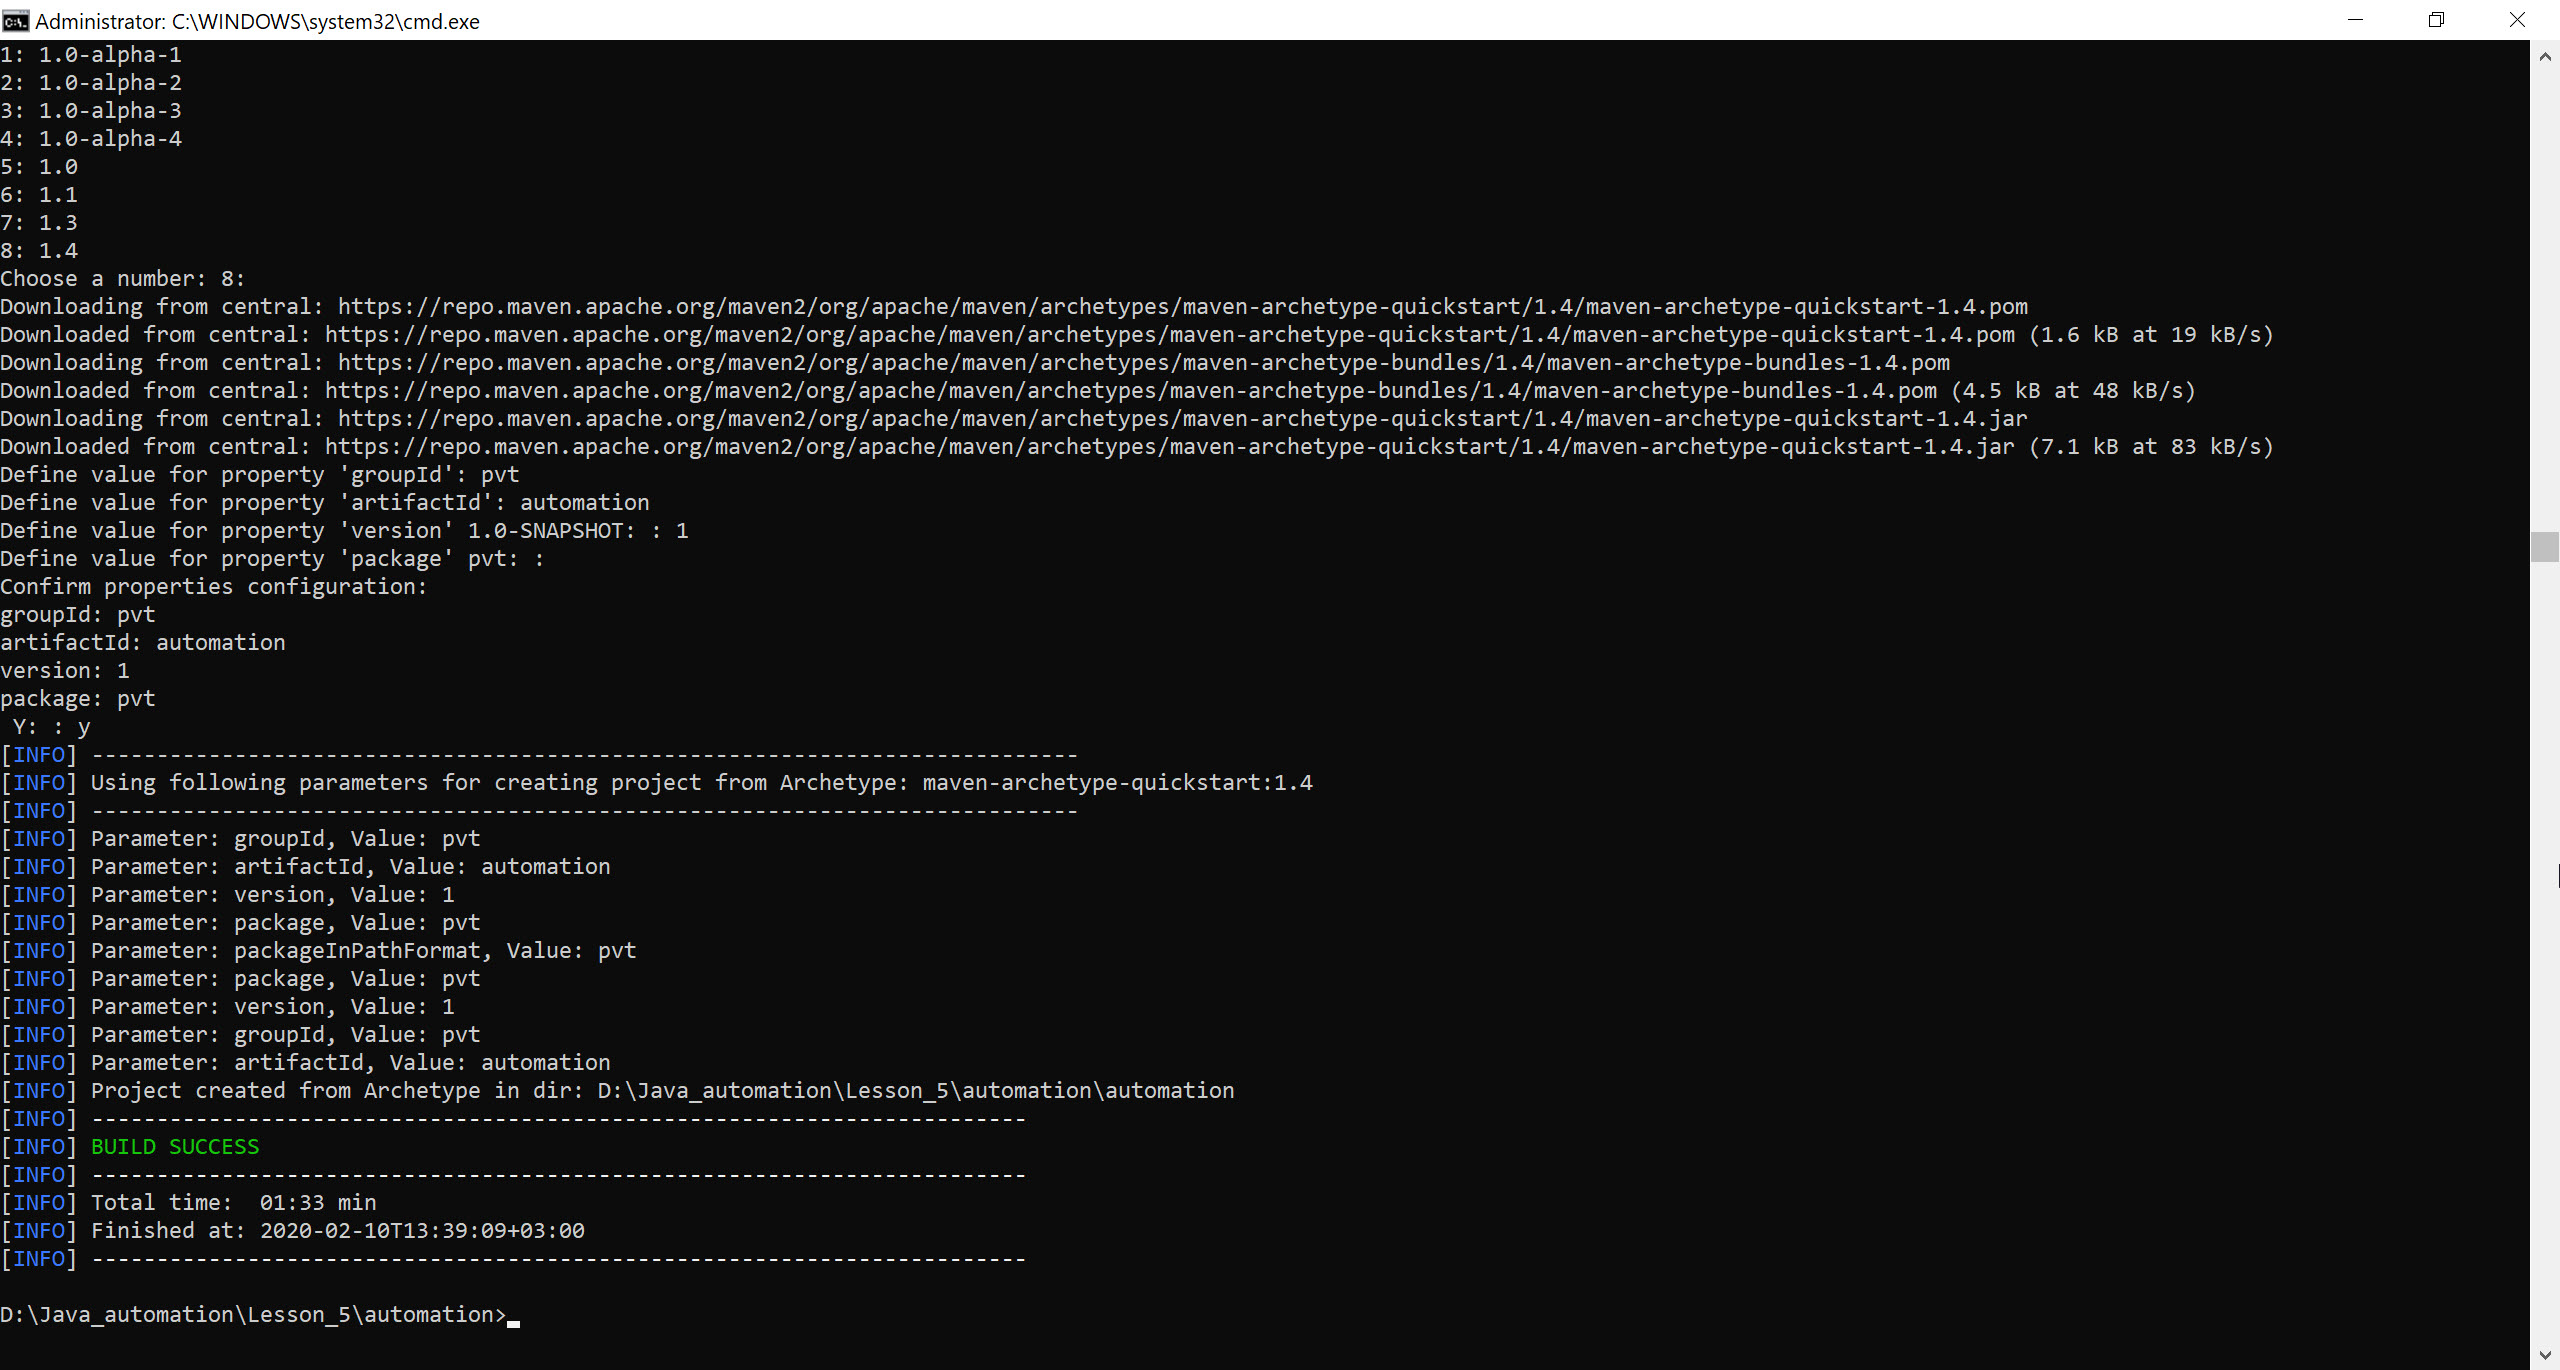 Administrator: C:\WINDOWS\system32\cmd.exe
1: 1.0-alpha-1
2: 1.0-alpha-2
3: 1.0-alpha-3
4: 1.0-alpha-4
5: 1.0
6: 1.1
7: 1.3
8: 1.4
Choose a number: 8:
Downloading from central: https://repo.maven.apache.org/maven2/org/apache/maven/archetypes/maven-archetype-quickstart/1.4/maven-archetype-quickstart-1.4.pom
Downloaded from central: https://repo.maven.apache.org/maven2/org/apache/maven/archetypes/maven-archetype-quickstart/1.4/maven-archetype-quickstart-1.4.pom (1.6 kB at 19 kB/s)
Downloading from central: https://repo.maven.apache.org/maven2/org/apache/maven/archetypes/maven-archetype-bundles/1.4/maven-archetype-bundles-1.4.pom
Downloaded from central: https://repo.maven.apache.org/maven2/org/apache/maven/archetypes/maven-archetype-bundles/1.4/maven-archetype-bundles-1.4.pom (4.5 kB at 48 kB/s)
Downloading from central: https://repo.maven.apache.org/maven2/org/apache/maven/archetypes/maven-archetype-quickstart/1.4/maven-archetype-quickstart-1.4.jar
Downloaded from central: https://repo.maven.apache.org/maven2/org/apache/maven/archetypes/maven-archetype-quickstart/1.4/maven-archetype-quickstart-1.4.jar (7.1 kB at 83 kB/s)
Define value for property 'groupId': pvt
Define value for property 'artifactId': automation
Define value for property 'version' 1.0-SNAPSHOT: : 1
Define value for property 'package' pvt: :
Confirm properties configuration:
groupId: pvt
artifactId: automation
version: 1
package: pvt
 Y: : y
[INFO] ----------------------------------------------------------------------------
[INFO] Using following parameters for creating project from Archetype: maven-archetype-quickstart:1.4
[INFO] ----------------------------------------------------------------------------
[INFO] Parameter: groupId, Value: pvt
[INFO] Parameter: artifactId, Value: automation
[INFO] Parameter: version, Value: 1
[INFO] Parameter: package, Value: pvt
[INFO] Parameter: packageInPathFormat, Value: pvt
[INFO] Parameter: package, Value: pvt
[INFO] Parameter: version, Value: 1
[INFO] Parameter: groupId, Value: pvt
[INFO] Parameter: artifactId, Value: automation
[INFO] Project created from Archetype in dir: D:\Java_automation\Lesson_5\automation\automation
[INFO] ------------------------------------------------------------------------
[INFO] BUILD SUCCESS
[INFO] ------------------------------------------------------------------------
[INFO] Total time:  01:33 min
[INFO] Finished at: 2020-02-10T13:39:09+03:00
[INFO] ------------------------------------------------------------------------
D:\Java_automation\Lesson_5\automation>